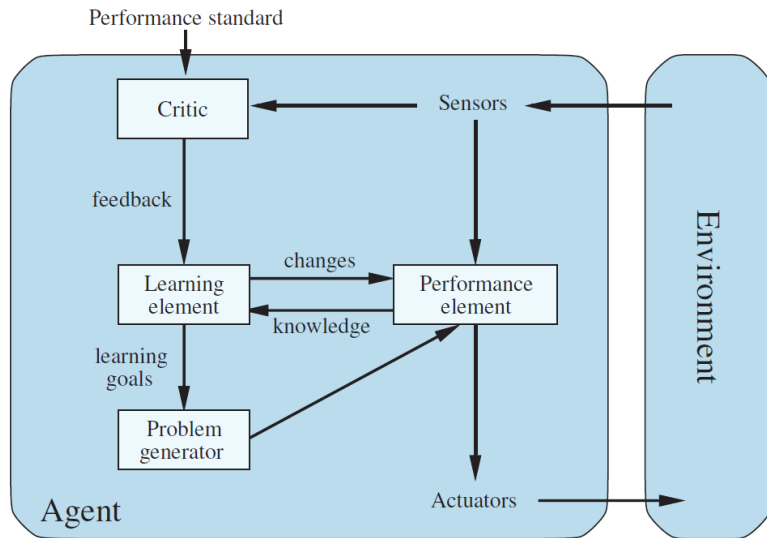 Performance standard
Critic
Sensors
feedback
changes
Learning
element
Performance
element
knowledge
learning
goals
Problem
generator
Agent
Actuators
Environment